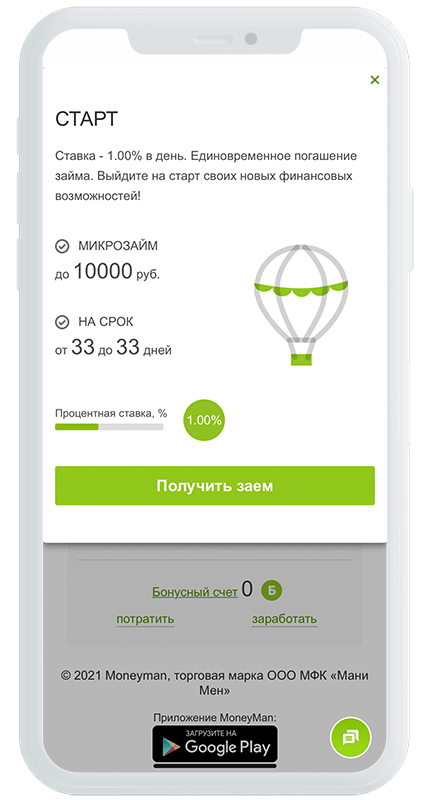 СТАРТ
Ставка - 1.00% в день. Единовременное погашение
займа. Выйдите на старт своих новых финансовых
возможностей!
МИКРОЗАЙМ
до 10000 руб.
НА СРОК
от 33 до 33 дней
Процентная ставка, %
1.00%
Получить заем
Бонусный счет 0 Б
потратить заработать
© 2021 Moneyman, торговая марка ООО МФК «Мани
Мен»
Приложение MoneyMan:
ЗАГРУЗИТЕ НА
Google Play